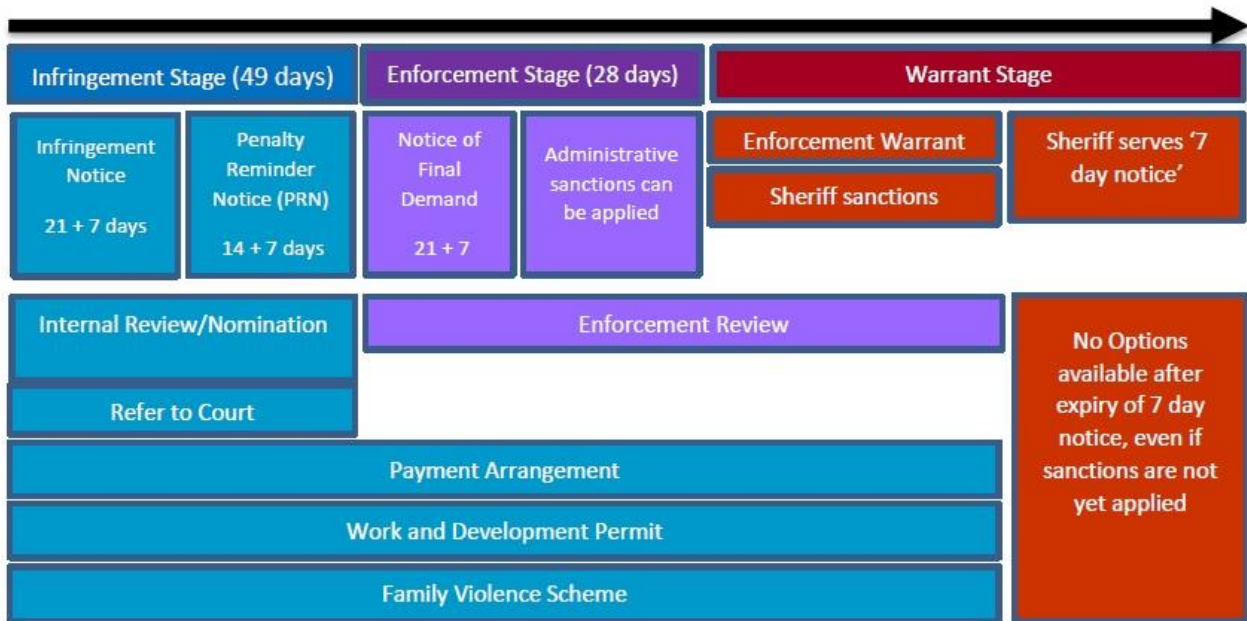 Infringement Stage (49 days)
Enforcement Stage (28 days)
Warrant Stage
Infringement
Notice
21 + 7 days
Penalty
Reminder
Notice (PRN)
14 + 7 days
Notice of
Final
Demand
21 + 7
Administrative
sanctions can
be applied
Enforcement Warrant
Sheriff sanctions
Sheriff serves ‘7
day notice’
Internal Review/Nomination
Enforcement Review
No Options
available after
expiry of 7 day
notice, even if
sanctions are not
yet applied
Refer to Court
Payment Arrangement
Work and Development Permit
Family Violence Scheme